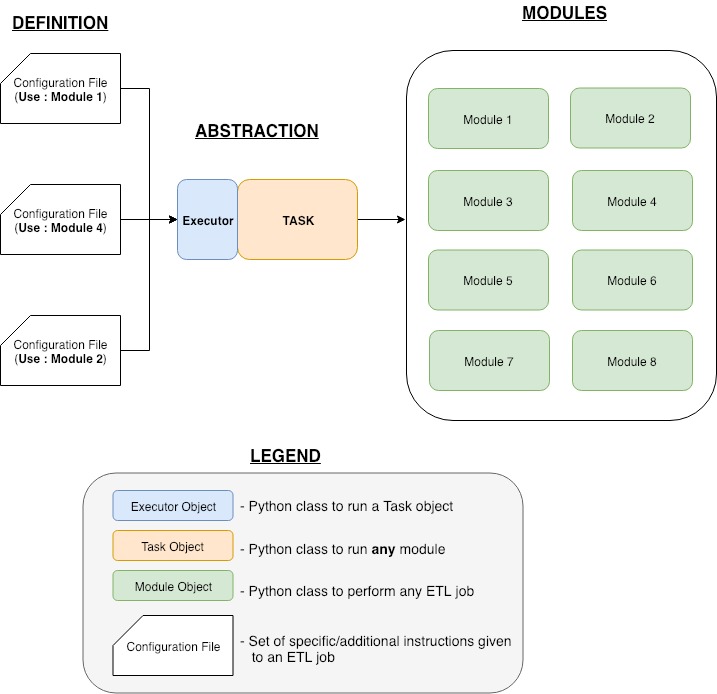 DEFINITION
MODULES
Configuration File
(Use : Module 1)
ABSTRACTION
Configuration File
(Use : Module 4)
Executor
TASK
Configuration File
(Use : Module 2)
Module 1
Module 2
Module 3
Module 4
Module 5
Module 6
Module 7
Module 8
LEGEND
Executor Object
- Python class to run a Task object
Task Object
- Python class to run any module
Module Object
- Python class to perform any ETL job
Configuration File
- Set of specific/additional instructions given
to an ETL job